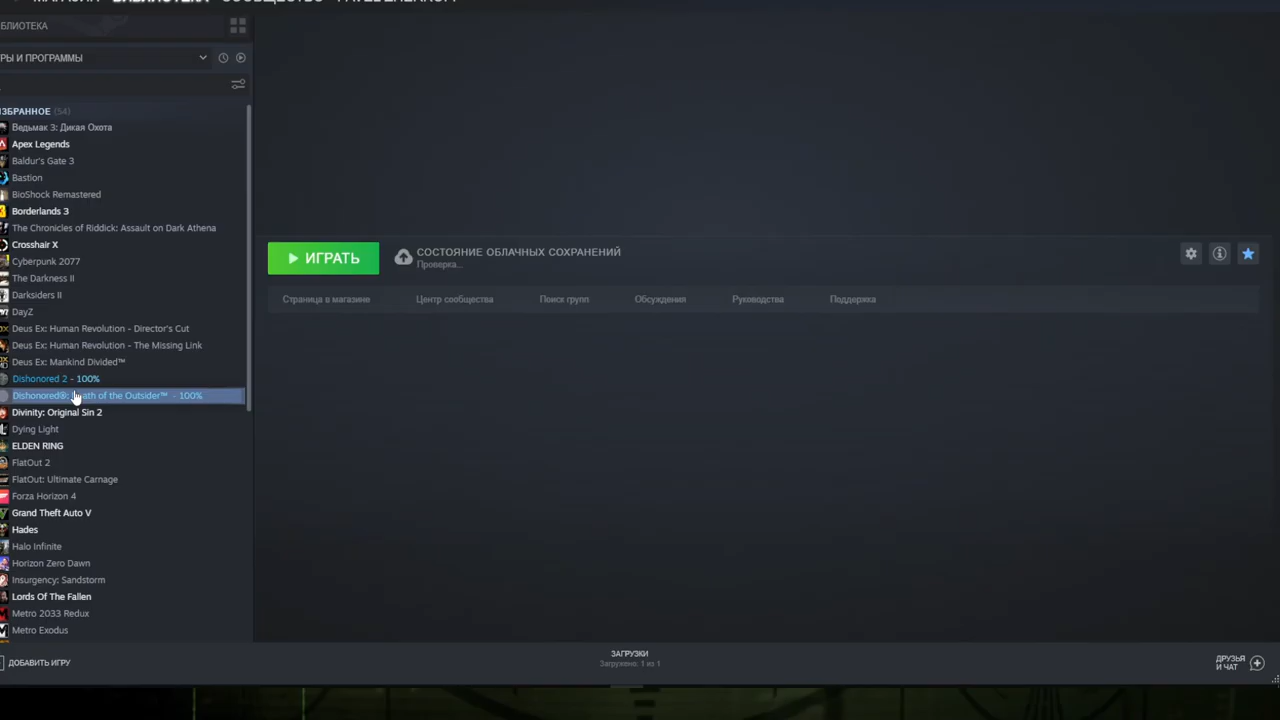 БИБЛИОТЕКА СООБЩЕСТВО
БЛИОТЕКА
РЫ И ПРОГРАММЫ
ЗБРАННОЕ (54)
Ведьмак 3: Дикая Охота
Apex Legends
Baldur's Gate 3
Bastion
BioShock Remastered
Borderlands 3
The Chronicles of Riddick: Assault on Dark Athena
Crosshair X
Cyberpunk 2077
The Darkness II
Darksiders II
DayZ
Deus Ex: Human Revolution - Director's Cut
Deus Ex: Human Revolution - The Missing Link
Deus Ex: Mankind Divided™
Dishonored 2 - 100%
Dishonored®: ath of the Outsider™ - 100%
Divinity: Original Sin 2
Dying Light
ELDEN RING
FlatOut 2
FlatOut: Ultimate Carnage
Forza Horizon 4
Grand Theft Auto V
Hades
Halo Infinite
Horizon Zero Dawn
Insurgency: Sandstorm
Lords Of The Fallen
Metro 2033 Redux
Metro Exodus
ИГРАТЬ
СОСТОЯНИЕ ОБЛАЧНЫХ СОХРАНЕНИЙ
Проверка...
Страница в магазине Центр сообщества Поиск групп Обсуждения Руководства Поддержка
ДОБАВИТЬ ИГРУ
ЗАГРУЗКИ
Загружено: 1 из 1
ДРУЗЬЯ
И ЧАТ